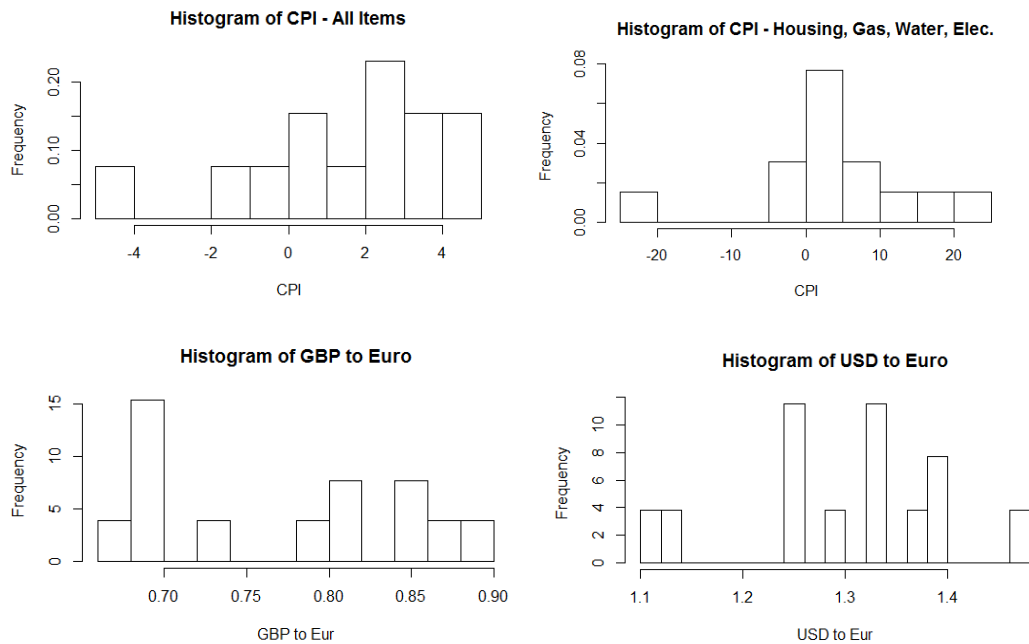 Histogram of CPI - All Items
Frequency
0.20
0.10
0.00
-4 -2 0 2 4
CPI
Histogram of CPI - Housing, Gas, Water, Elec.
Frequency
0.08
0.04
0.00
-20 -10 0 10 20
CPI
Histogram of GBP to Euro
Frequency
15
10
5
0
0.70 0.75 0.80 0.85 0.90
GBP to Eur
Histogram of USD to Euro
Frequency
10
8
6
4
2
0
1.1 1.2 1.3 1.4
USD to Eur